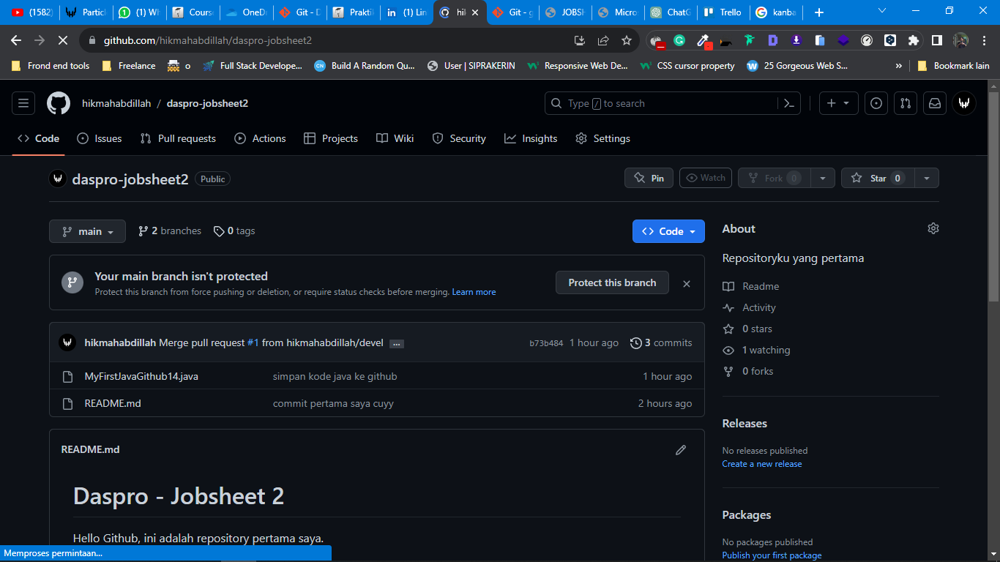 (1582) Particl (1) Wh Course OneDr Git - D Praktik (1) Lin hik Git - g JOBSH Micros ChatG Trello kanba
github.com/hikmahabdillah/daspro-jobsheet2
Frond end tools Freelance o Full Stack Develope... Build A Random Qu... User | SIPRAKERIN Responsive Web De... CSS cursor property 25 Gorgeous Web S... » Bookmark lain
hikmahabdillah / daspro-jobsheet2 Type / to search
Code Issues Pull requests Actions Projects Wiki Security Insights Settings
daspro-jobsheet2 Public Pin Watch Fork 0 Star 0
main 2 branches 0 tags Code
Your main branch isn't protected
Protect this branch from force pushing or deletion, or require status checks before merging. Learn more
Protect this branch
hikmahabdillah Merge pull request #1 from hikmahabdillah/devel ... b73b484 1 hour ago 3 commits
MyFirstJavaGithub14.java simpan kode java ke github 1 hour ago
README.md commit pertama saya cuyy 2 hours ago
README.md
Daspro - Jobsheet 2
Hello Github, ini adalah repository pertama saya.
About
Repositoryku yang pertama
Readme
Activity
0 stars
1 watching
0 forks
Releases
No releases published
Create a new release
Packages
No packages published
Publish your first package
Memproses permintaan...